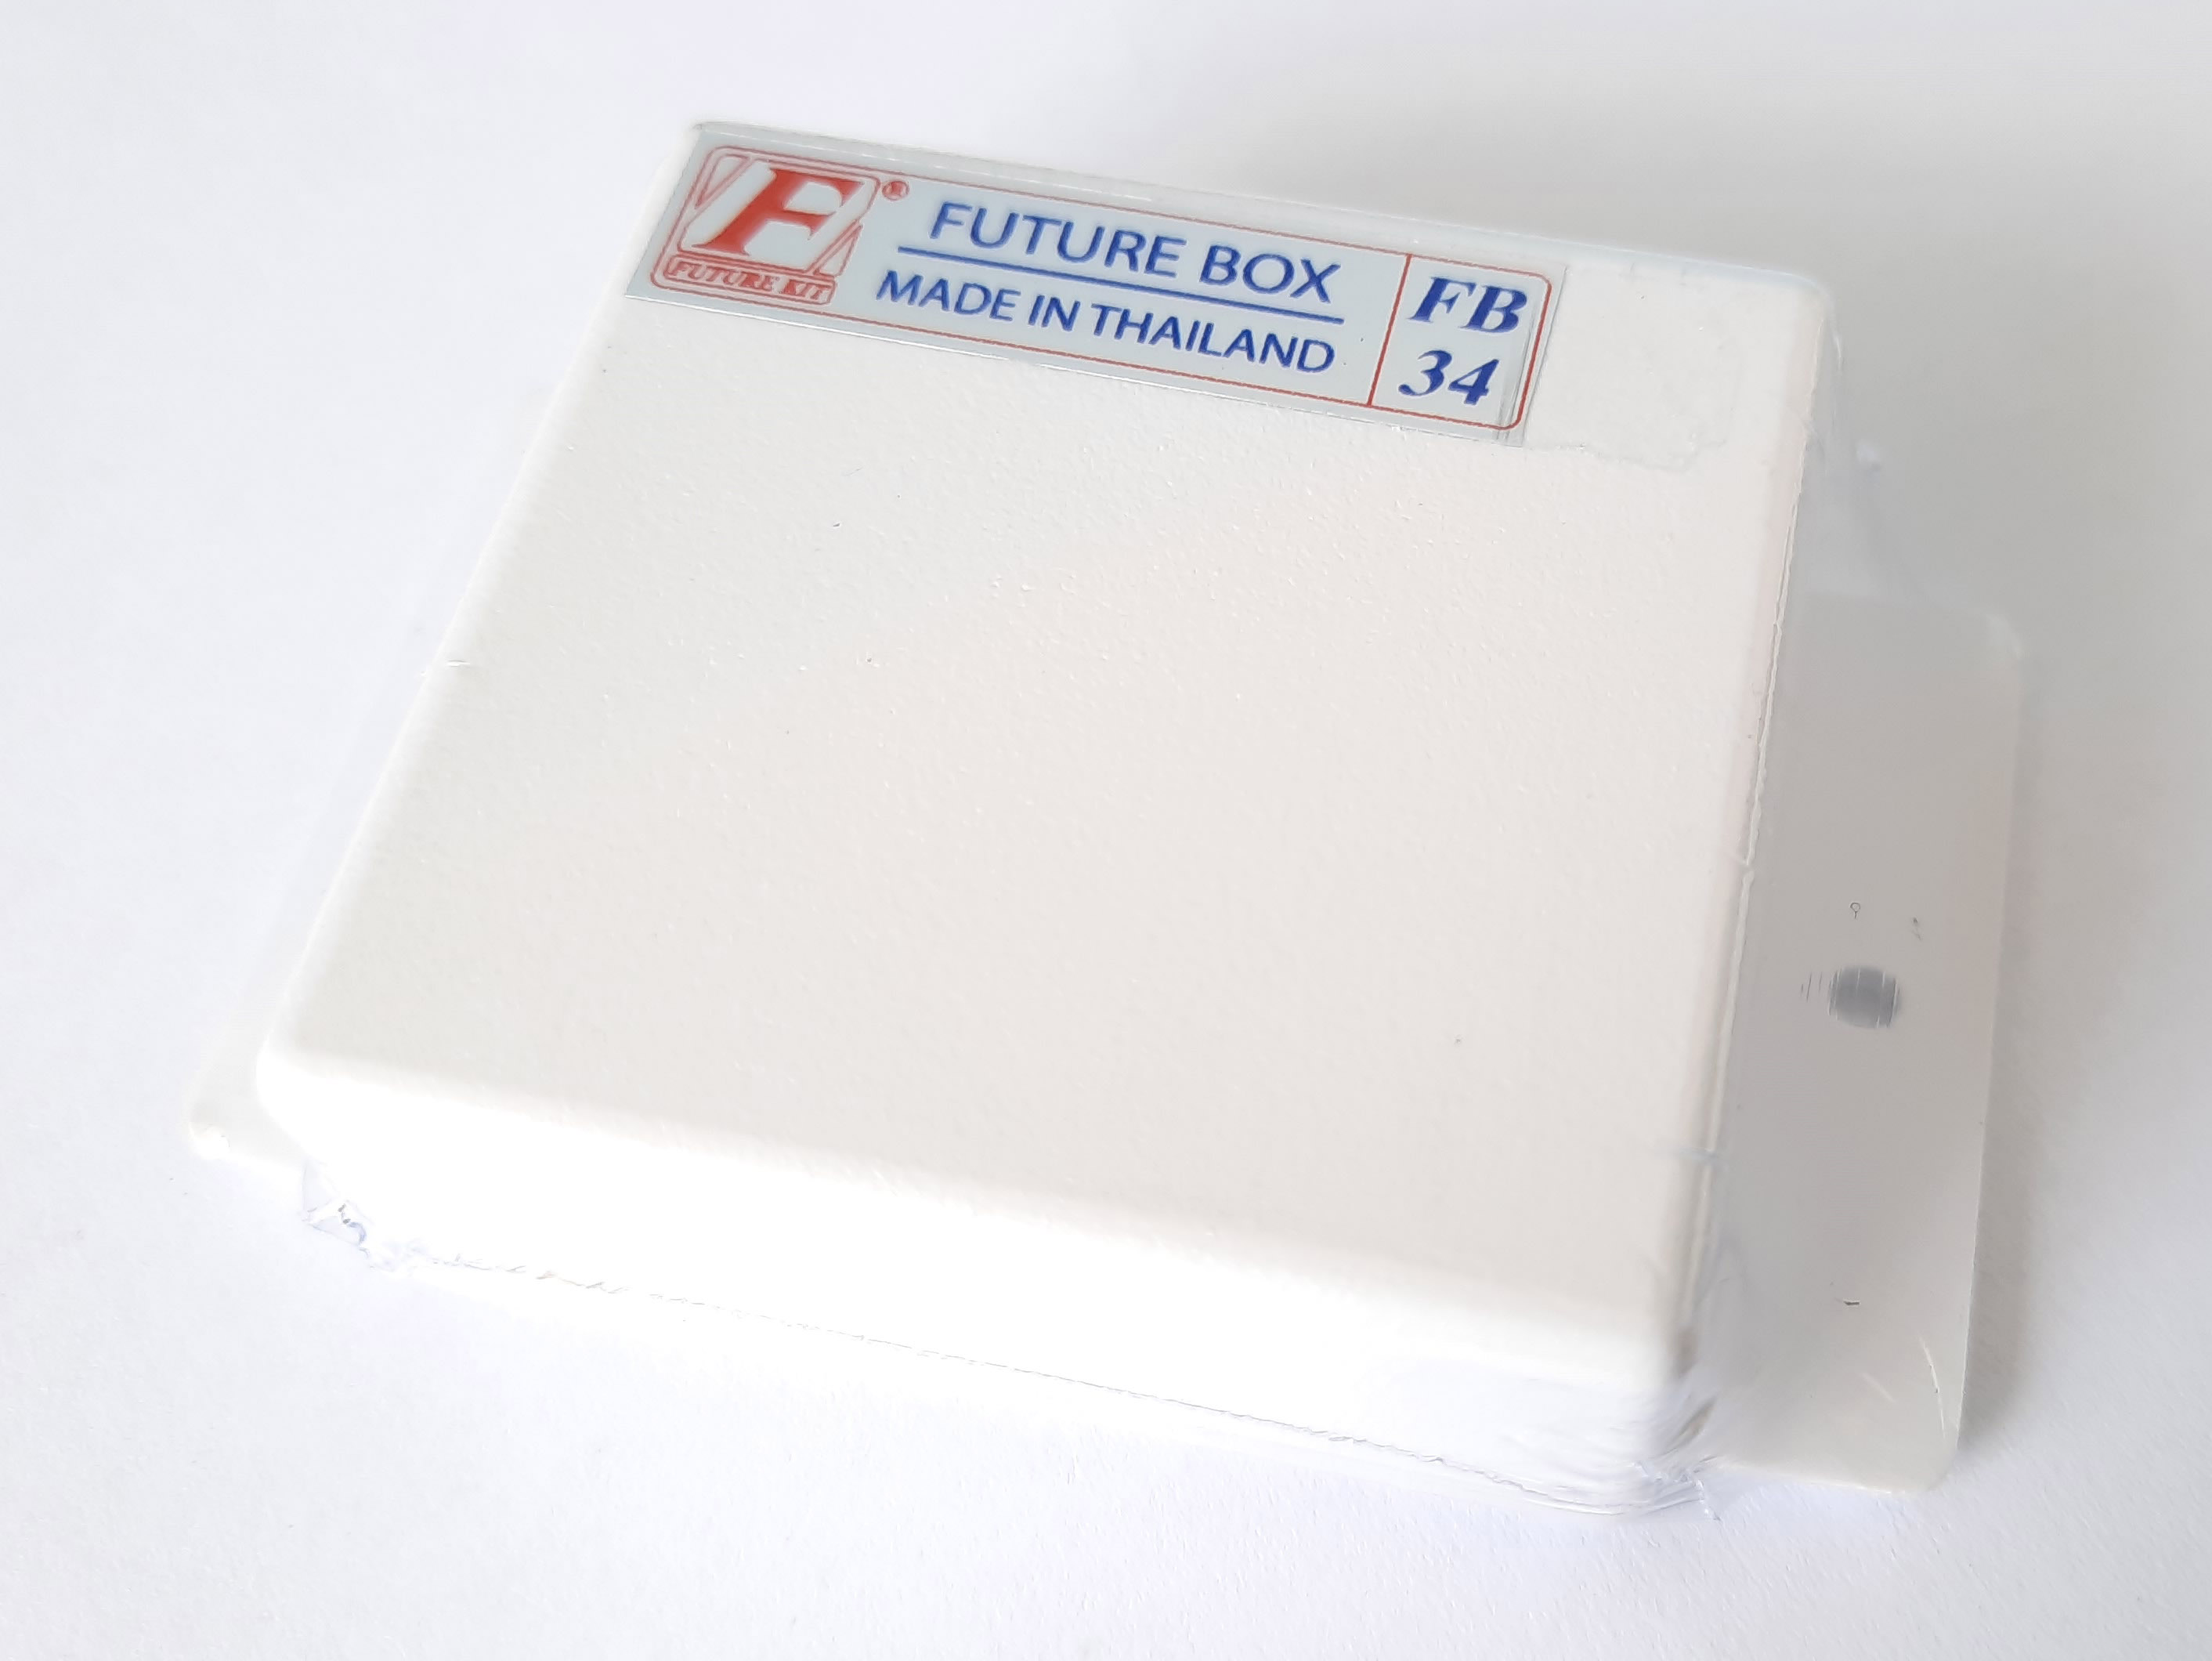 F®
FUTURE KIT
FUTURE BOX
MADE IN THAILAND
FB
34